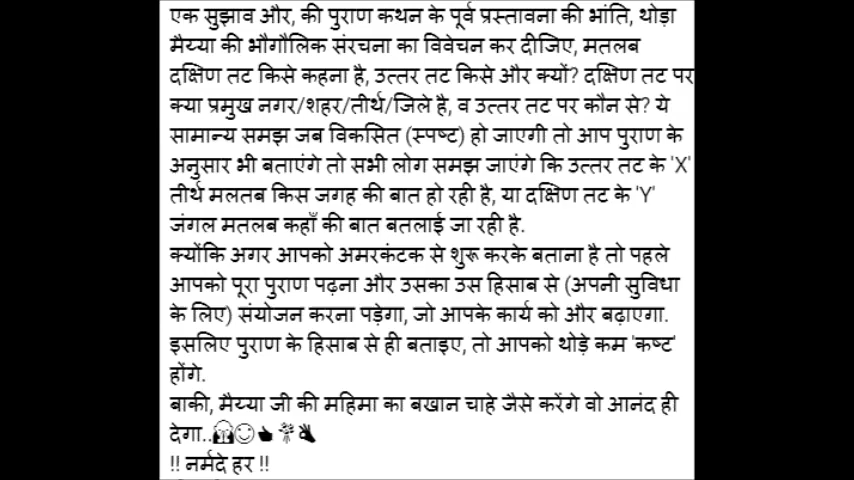 एक सुझाव और, की पुराण कथन के पूर्व प्रस्तावना की भांति, थोड़ा
मैय्या की भौगौलिक संरचना का विवेचन कर दीजिए, मतलब
दक्षिण तट किसे कहना है, उत्तर तट किसे और क्यों? दक्षिण तट पर
क्या प्रमुख नगर/शहर/तीर्थ/जिले है, व उत्तर तट पर कौन से? ये
सामान्य समझ जब विकसित (स्पष्ट) हो जाएगी तो आप पुराण के
अनुसार भी बताएंगे तो सभी लोग समझ जाएंगे कि उत्तर तट के 'X'
तीर्थ मलतब किस जगह की बात हो रही है, या दक्षिण तट के 'Y'
जंगल मतलब कहाँ की बात बतलाई जा रही है.
क्योंकि अगर आपको अमरकंटक से शुरू करके बताना है तो पहले
आपको पूरा पुराण पढ़ना और उसका उस हिसाब से (अपनी सुविधा
के लिए) संयोजन करना पड़ेगा, जो आपके कार्य को और बढ़ाएगा.
इसलिए पुराण के हिसाब से ही बताइए, तो आपको थोड़े कम 'कष्ट'
होंगे.
बाकी, मैय्या जी की महिमा का बखान चाहे जैसे करेंगे वो आनंद ही
देगा..🙏☺👍💐👌
!! नर्मदे हर !!